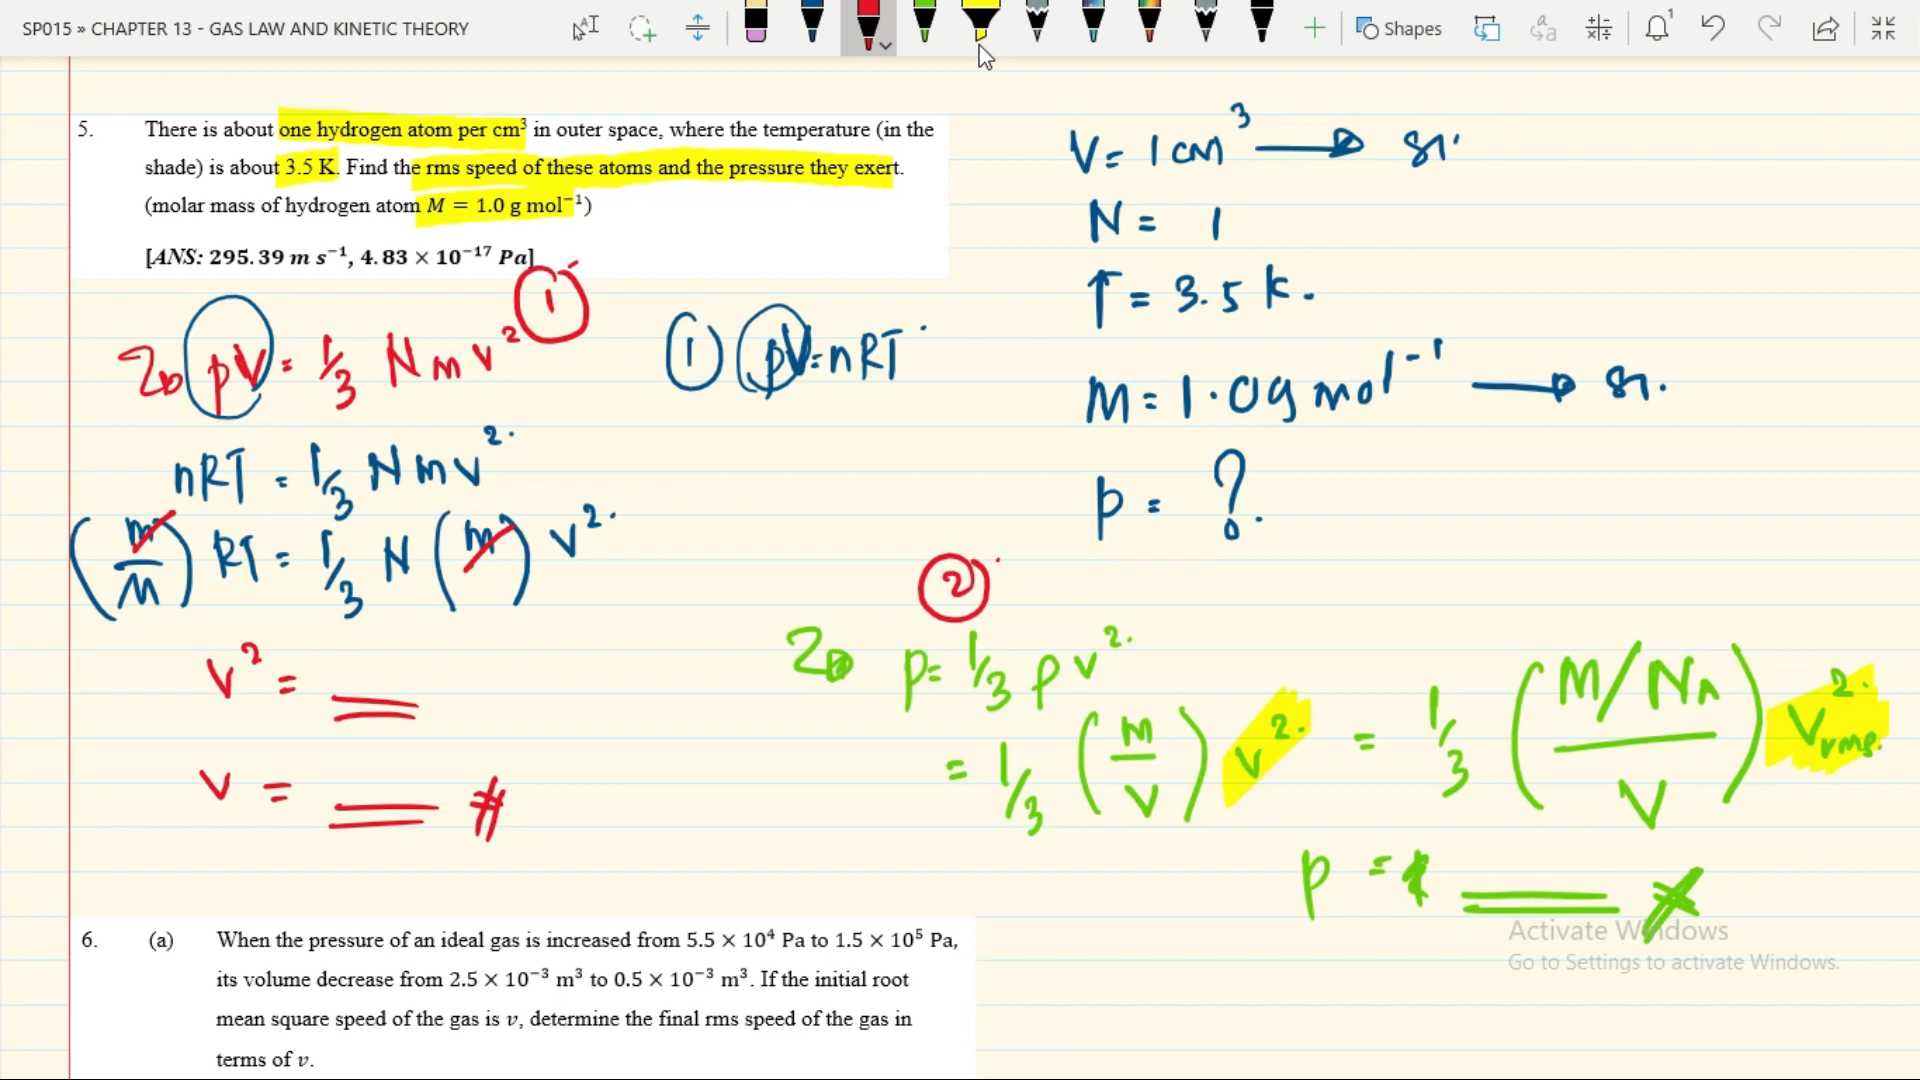 SP015 » CHAPTER 13 - GAS LAW AND KINETIC THEORY
Shapes
1
5. There is about one hydrogen atom per cm³ in outer space, where the temperature (in the
shade) is about 3.5 K. Find the rms speed of these atoms and the pressure they exert.
(molar mass of hydrogen atom M = 1.0 g mol⁻¹)
[ANS: 295.39 m s⁻¹, 4.83 × 10⁻¹⁷ Pa]
V = 1 cm³ → SI.
N = 1
T = 3.5 K.
M = 1.0 g mol⁻¹ → SI.
p = ?
①
pV = 1/3 N m v²
① pV = nRT
nRT = 1/3 N m v²
(m/M) RT = 1/3 N (m) v²
v² =
v = #
②
p = 1/3 ρ v²
= 1/3 (M/V) v² = 1/3 ((M/NA)/V) v²rms
p =
Activate Windows
Go to Settings to activate Windows.
6. (a) When the pressure of an ideal gas is increased from 5.5 × 10⁴ Pa to 1.5 × 10⁵ Pa,
its volume decrease from 2.5 × 10⁻³ m³ to 0.5 × 10⁻³ m³. If the initial root
mean square speed of the gas is v, determine the final rms speed of the gas in
terms of v.